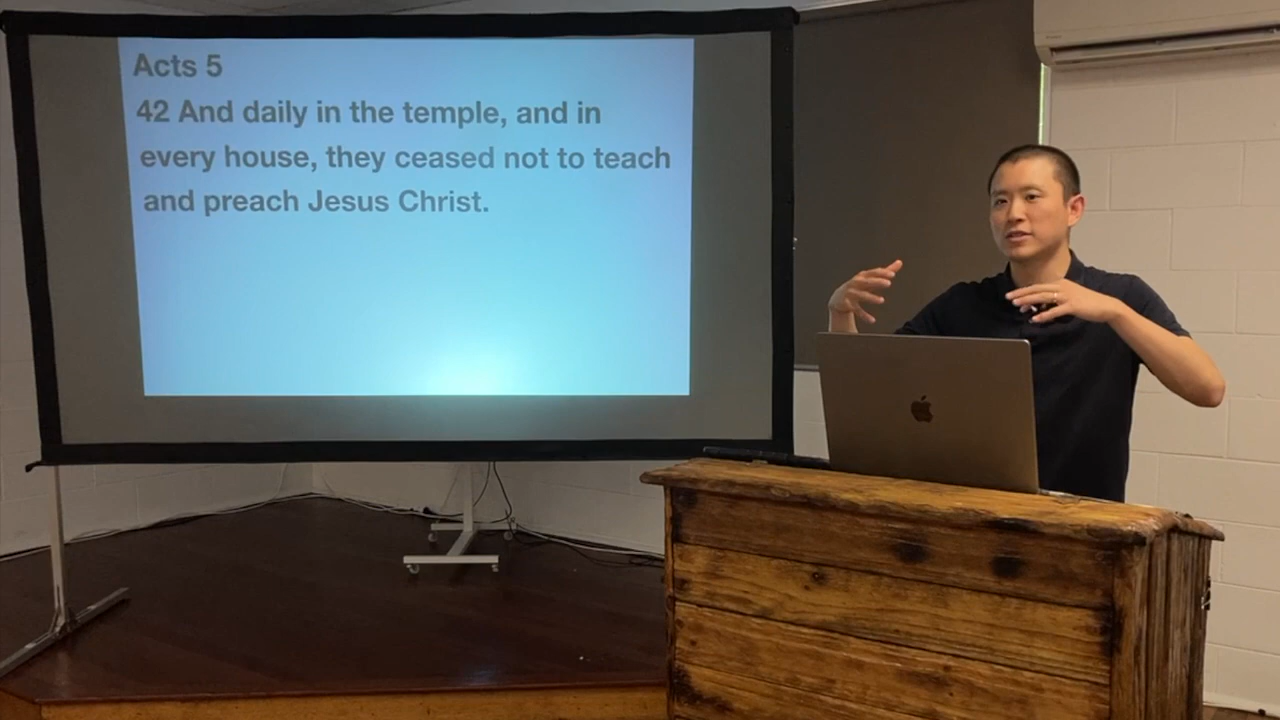 Acts 5
42 And daily in the temple, and in
every house, they ceased not to teach
and preach Jesus Christ.